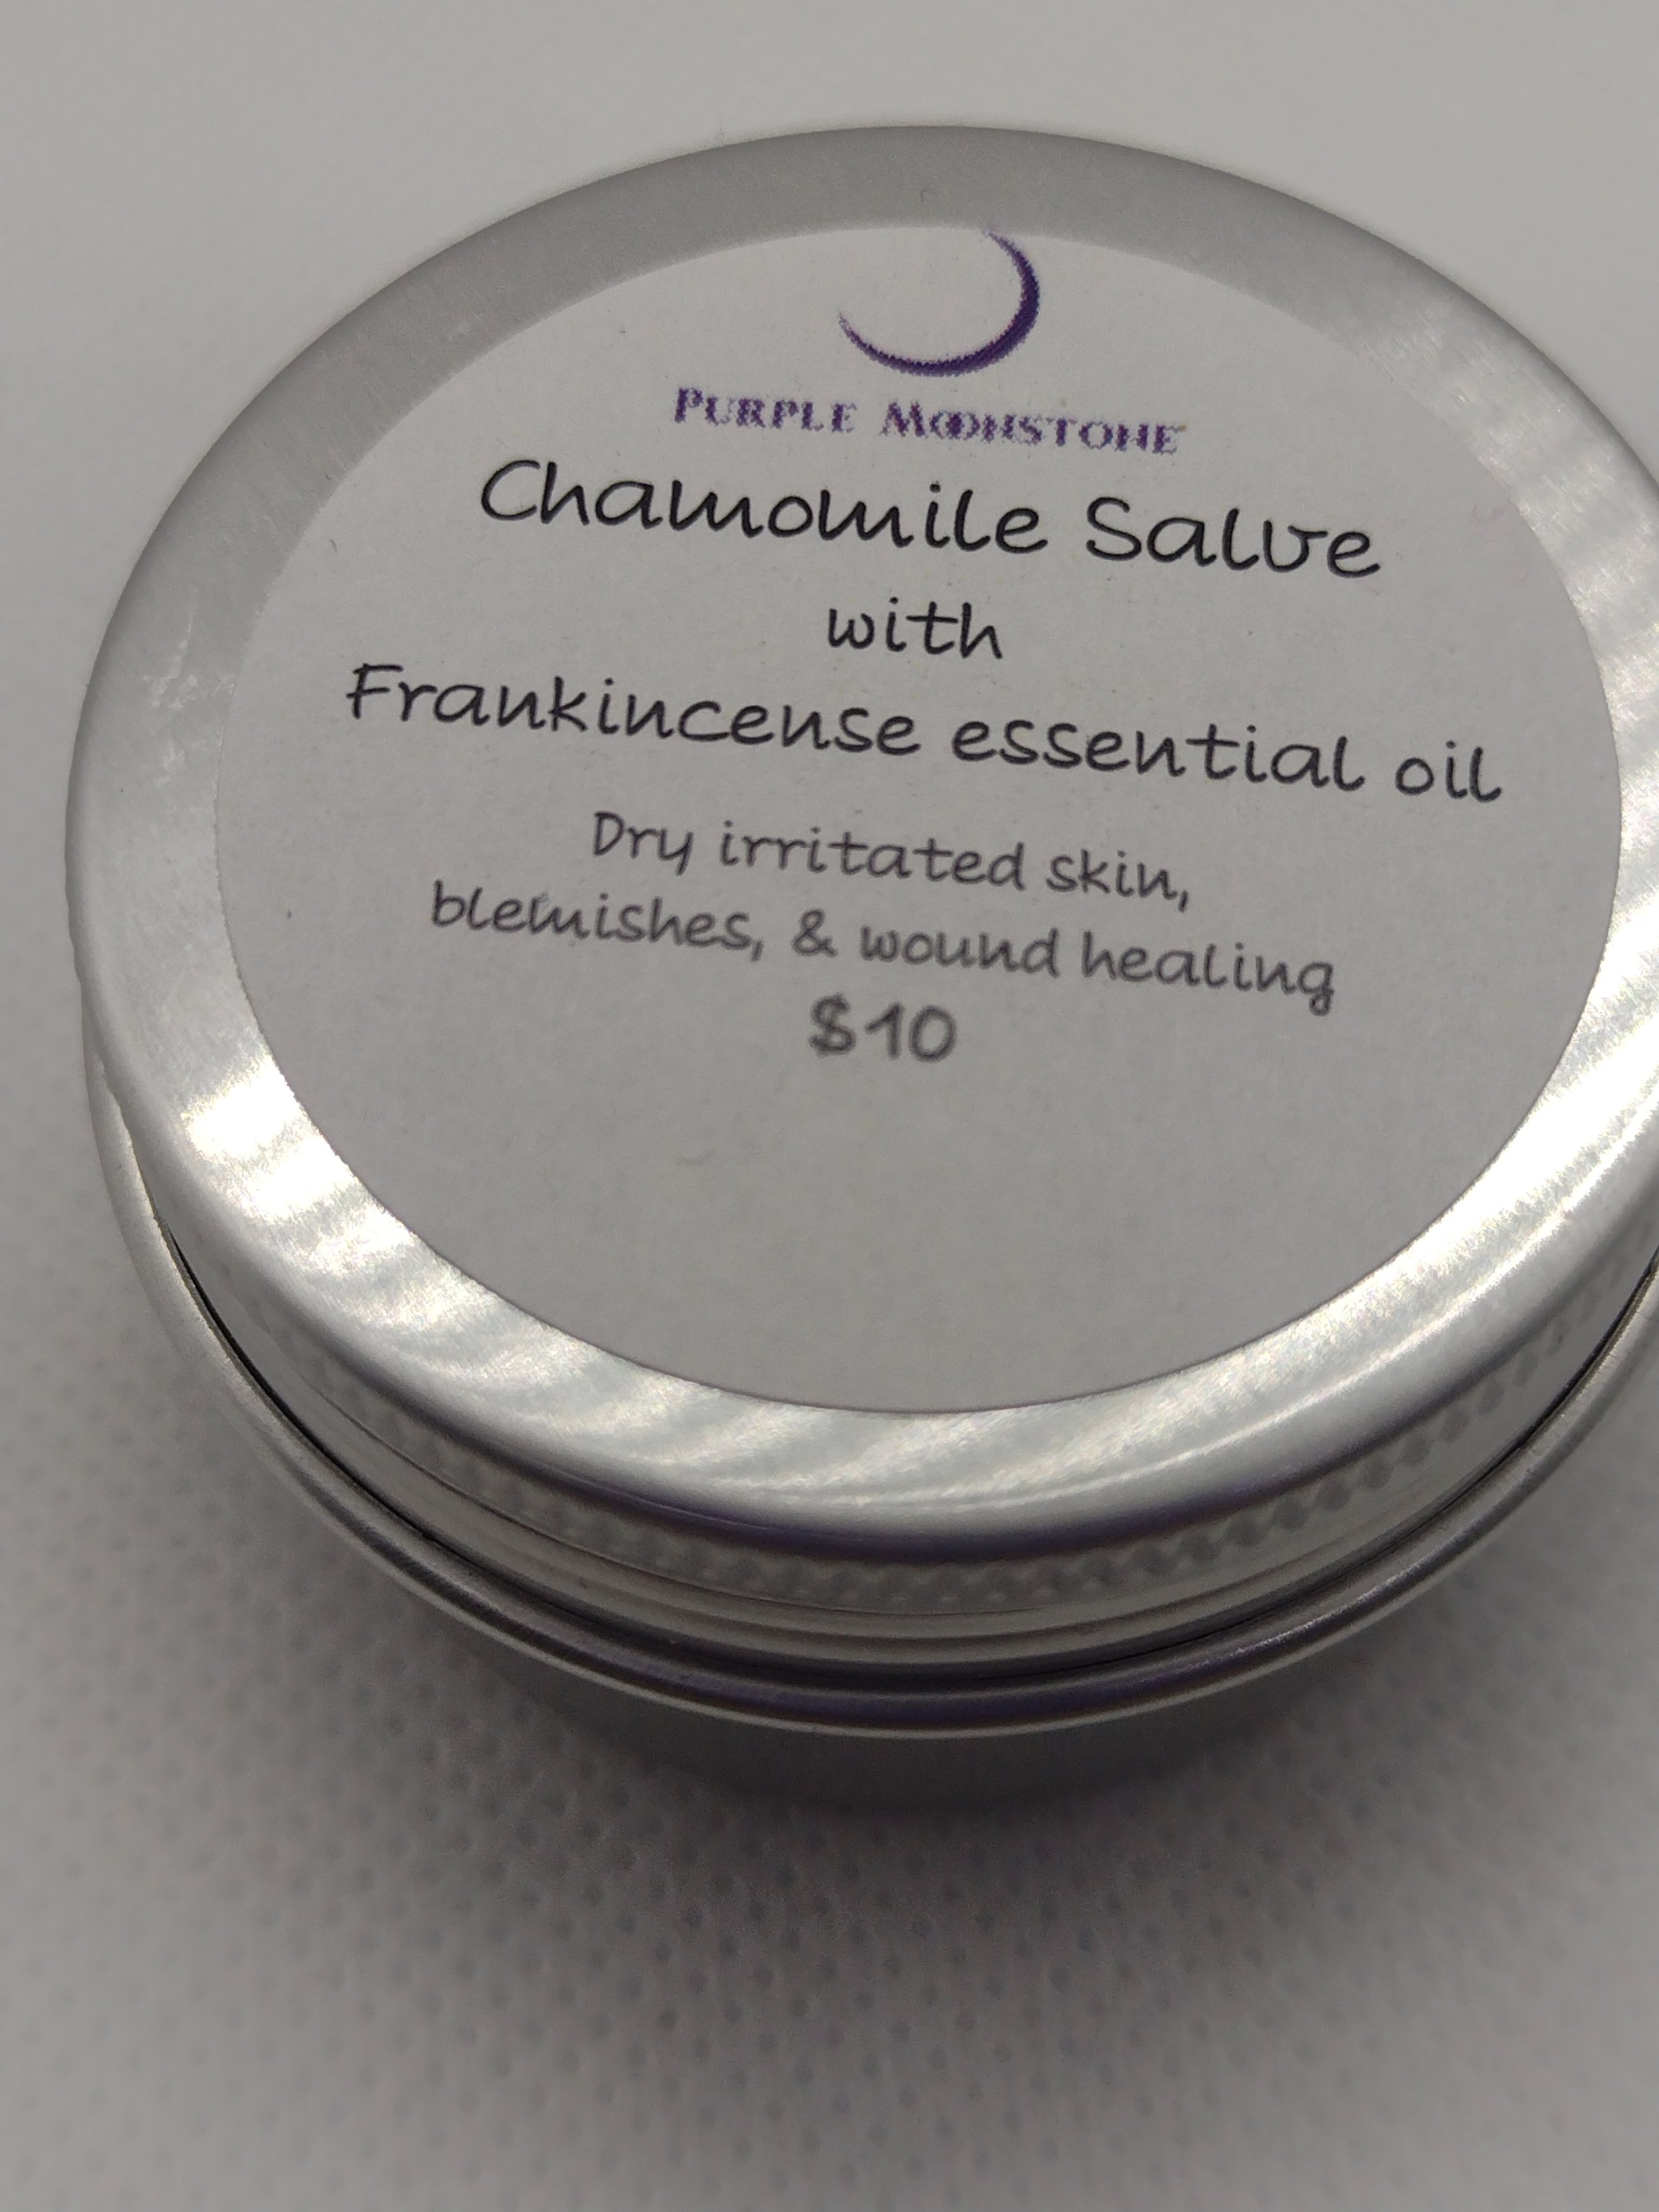 PURPLE MOONSTONE
Chamomile Salve
with
Frankincense essential oil
Dry irritated skin,
blemishes, & wound healing
$10